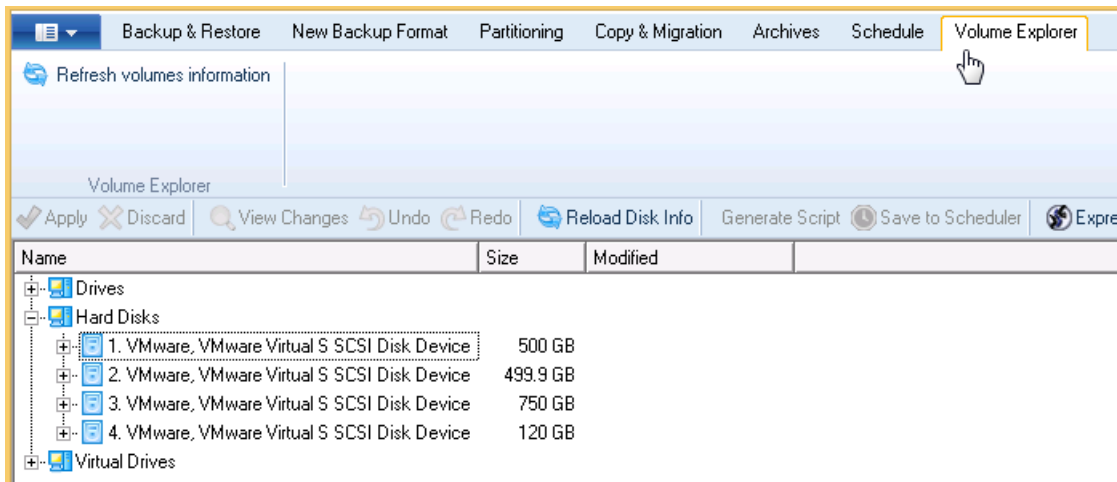 Backup & Restore New Backup Format Partitioning Copy & Migration Archives Schedule Volume Explorer
Refresh volumes information
Volume Explorer
Apply Discard View Changes Undo Redo Reload Disk Info Generate Script Save to Scheduler Expre
Name Size Modified
Drives
Hard Disks
1. VMware, VMware Virtual S SCSI Disk Device 500 GB
2. VMware, VMware Virtual S SCSI Disk Device 499.9 GB
3. VMware, VMware Virtual S SCSI Disk Device 750 GB
4. VMware, VMware Virtual S SCSI Disk Device 120 GB
Virtual Drives